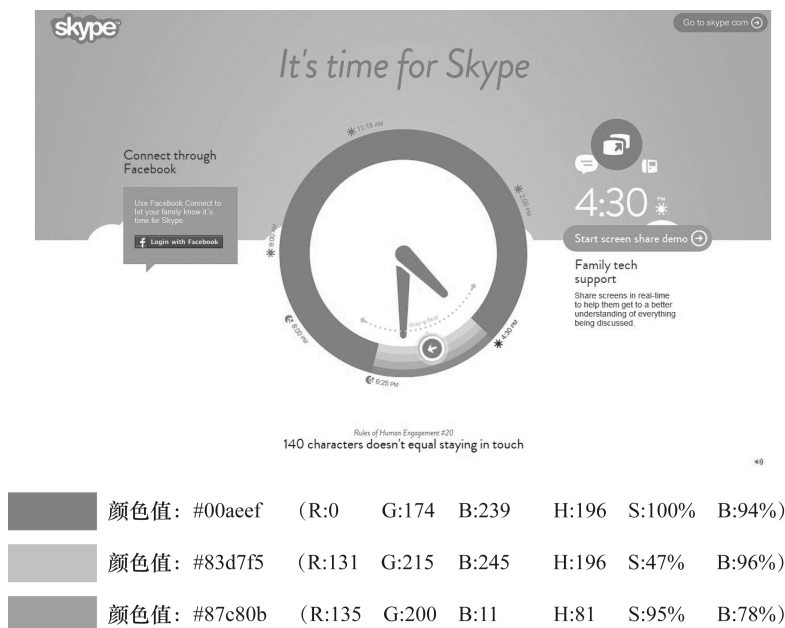 skype
Go to skype.com
It's time for Skype
11:15 AM
Connect through
Facebook
Use Facebook Connect to
let your family know it's
time for Skype.
Login with Facebook
2:00 PM
4:30 PM
Start screen share demo
9:00 AM
Family tech
support
Share screens in real-time
to help them get to a better
understanding of everything
being discussed.
drag a drop
8:00 PM
4:30 PM
6:25 PM
Rules of Human Engagement #20
140 characters doesn't equal staying in touch
颜色值：#00aeef （R:0 G:174 B:239 H:196 S:100% B:94%）
颜色值：#83d7f5 （R:131 G:215 B:245 H:196 S:47% B:96%）
颜色值：#87c80b （R:135 G:200 B:11 H:81 S:95% B:78%）